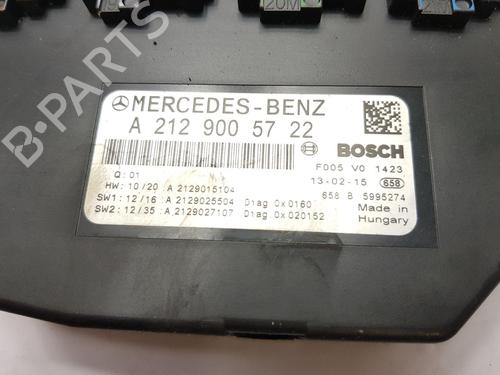 20M
MERCEDES-BENZ
A 212 900 57 22
BOSCH
Q: 01
F005 V0 1423
HW: 10/20 A 2129015104
13-02-15 658
SW1: 12/16 A 2129025504 Diag 0x0160
658 B 5995274
SW2: 12/35 A 2129027107 Diag 0x020152
Made in
Hungary
B-PARTS